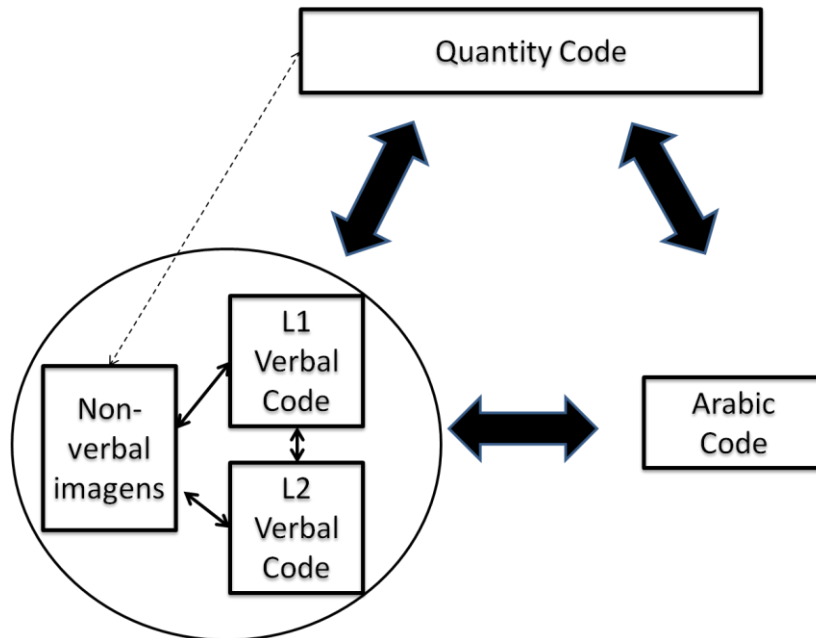 Quantity Code
L1
Verbal
Code
Non-
verbal
imagens
L2
Verbal
Code
Arabic
Code